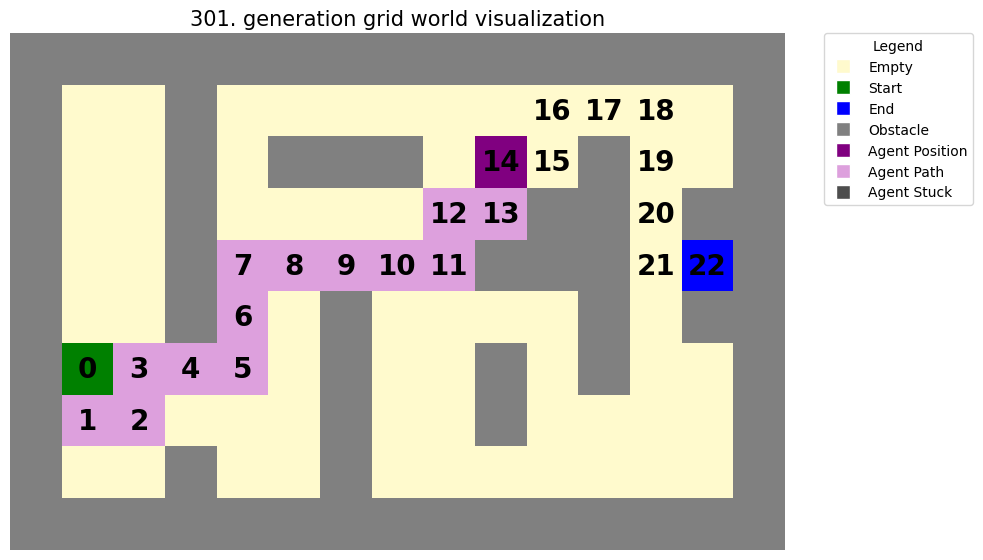 301. generation grid world visualization
16 17 18
14 15 19
12 13 20
7 8 9 10 11 21 22
6
0 3 4 5
1 2
Legend
Empty
Start
End
Obstacle
Agent Position
Agent Path
Agent Stuck